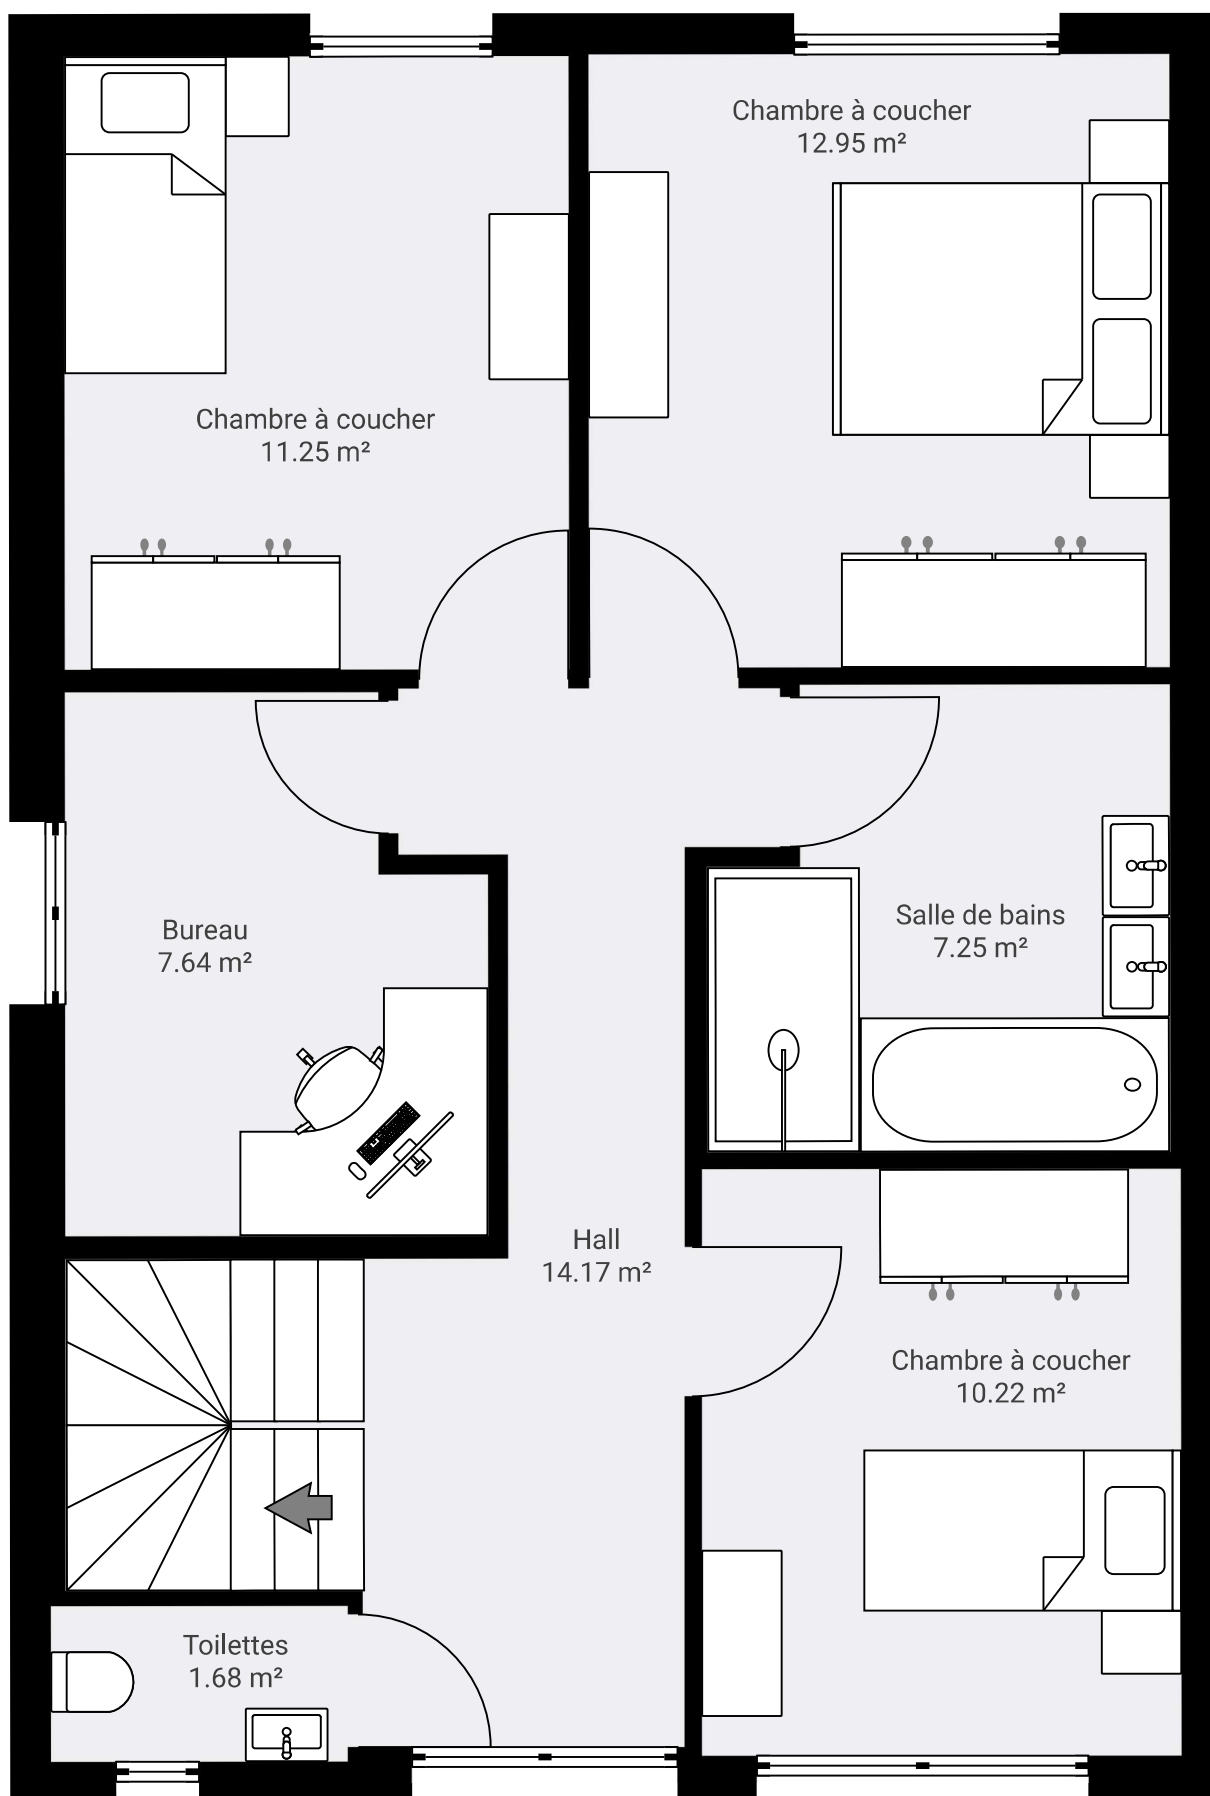 Chambre à coucher
12.95 m²
Chambre à coucher
11.25 m²
Bureau
7.64 m²
Salle de bains
7.25 m²
Hall
14.17 m²
Chambre à coucher
10.22 m²
Toilettes
1.68 m²